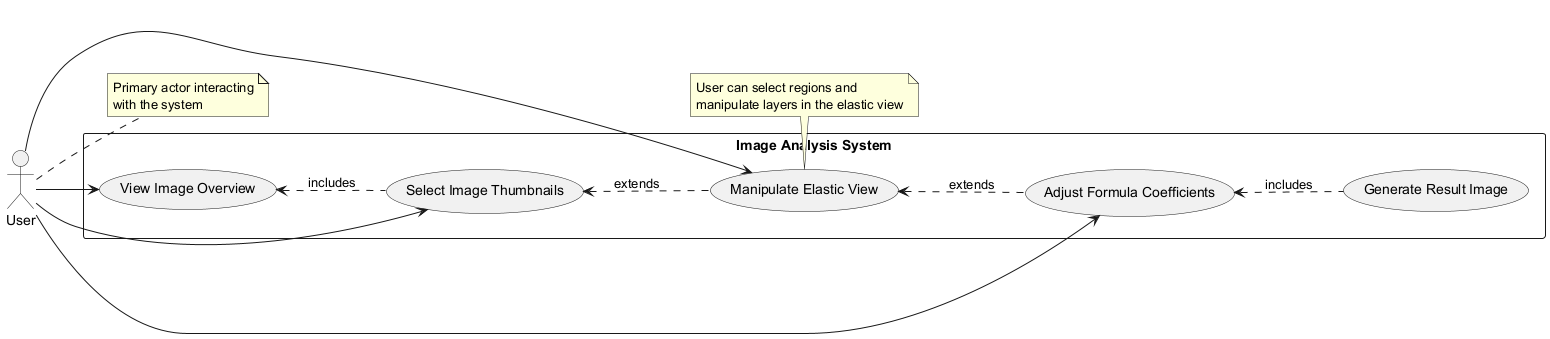 Primary actor interacting
with the system
User can select regions and
manipulate layers in the elastic view
Image Analysis System
User
View Image Overview
includes
Select Image Thumbnails
extends
Manipulate Elastic View
extends
Adjust Formula Coefficients
includes
Generate Result Image